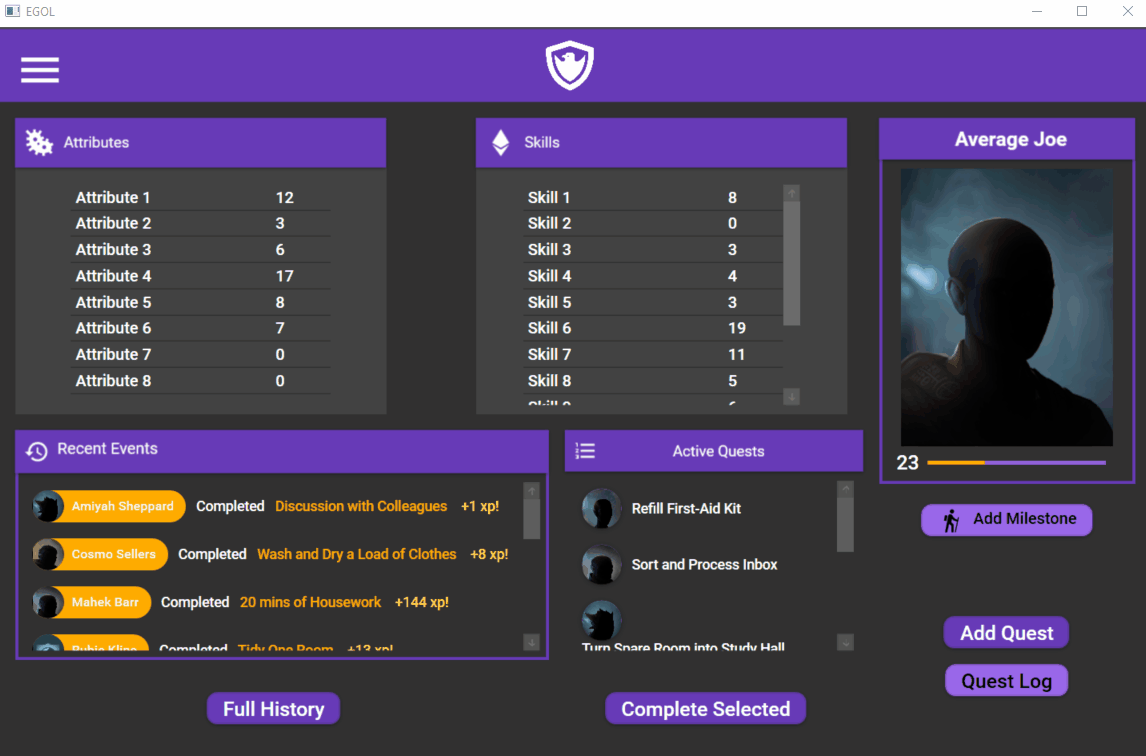 EGOL
Attributes
Attribute 1 12
Attribute 2 3
Attribute 3 6
Attribute 4 17
Attribute 5 8
Attribute 6 7
Attribute 7 0
Attribute 8 0
Skills
Skill 1 8
Skill 2 0
Skill 3 3
Skill 4 4
Skill 5 3
Skill 6 19
Skill 7 11
Skill 8 5
Average Joe
23
Add Milestone
Recent Events
Amiyah Sheppard Completed Discussion with Colleagues +1 xp!
Cosmo Sellers Completed Wash and Dry a Load of Clothes +8 xp!
Mahek Barr Completed 20 mins of Housework +144 xp!
Completed Tidy One Room +13 xp!
Active Quests
Refill First-Aid Kit
Sort and Process Inbox
Turn Spare Room into Study Hall
Add Quest
Quest Log
Full History
Complete Selected